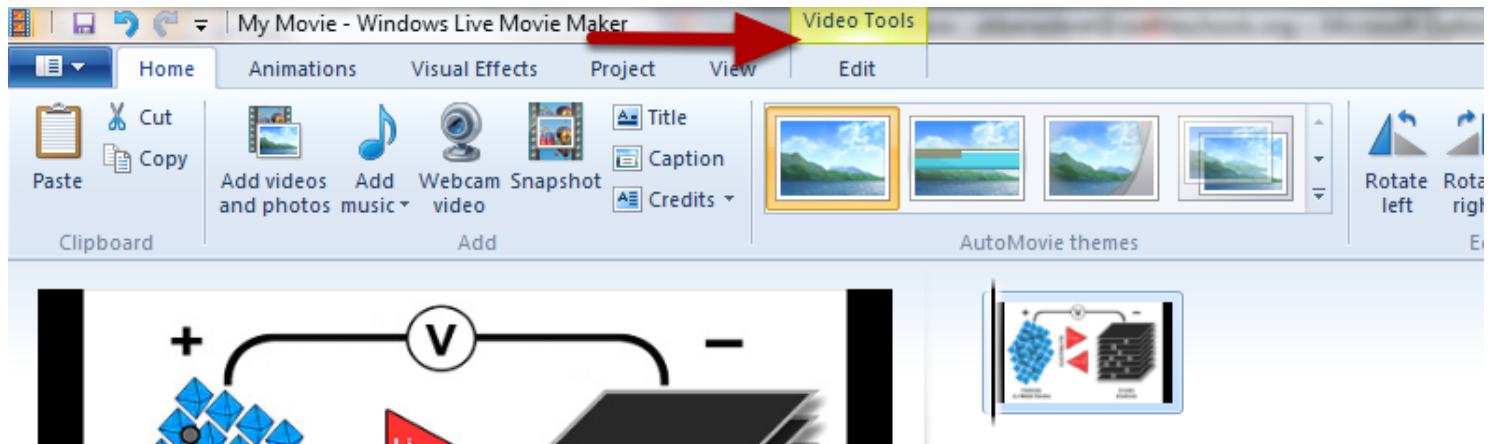 My Movie - Windows Live Movie Maker
Video Tools
Home Animations Visual Effects Project View Edit
Paste
Cut
Copy
Add videos
and photos
Add
music
Webcam
video
Snapshot
Title
Caption
Credits
Rotate
left
Clipboard
Add
AutoMovie themes
+
V
−
+
V
−